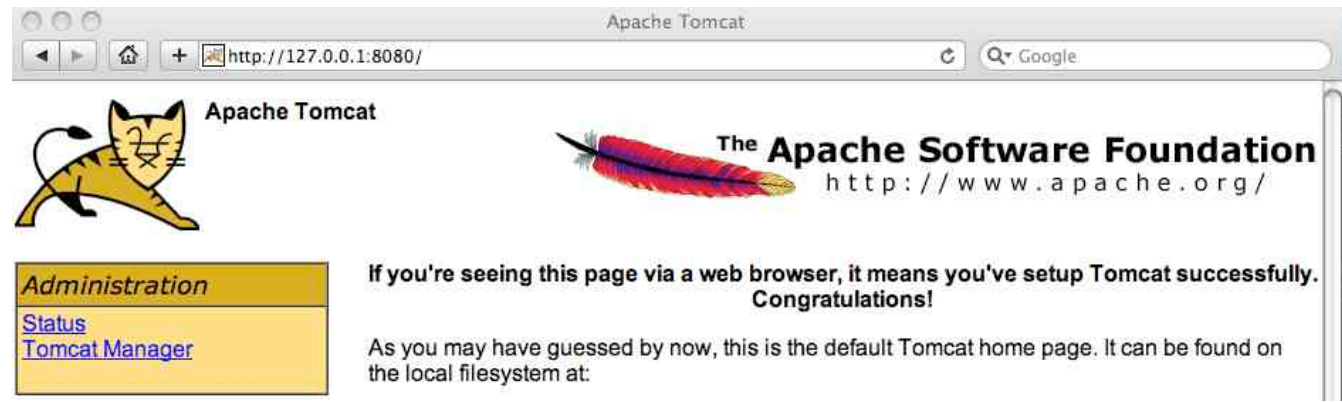 Apache Tomcat
http://127.0.0.1:8080/
Google
Apache Tomcat
The Apache Software Foundation
http://www.apache.org/
Administration
Status
Tomcat Manager
If you're seeing this page via a web browser, it means you've setup Tomcat successfully.
Congratulations!
As you may have guessed by now, this is the default Tomcat home page. It can be found on
the local filesystem at: